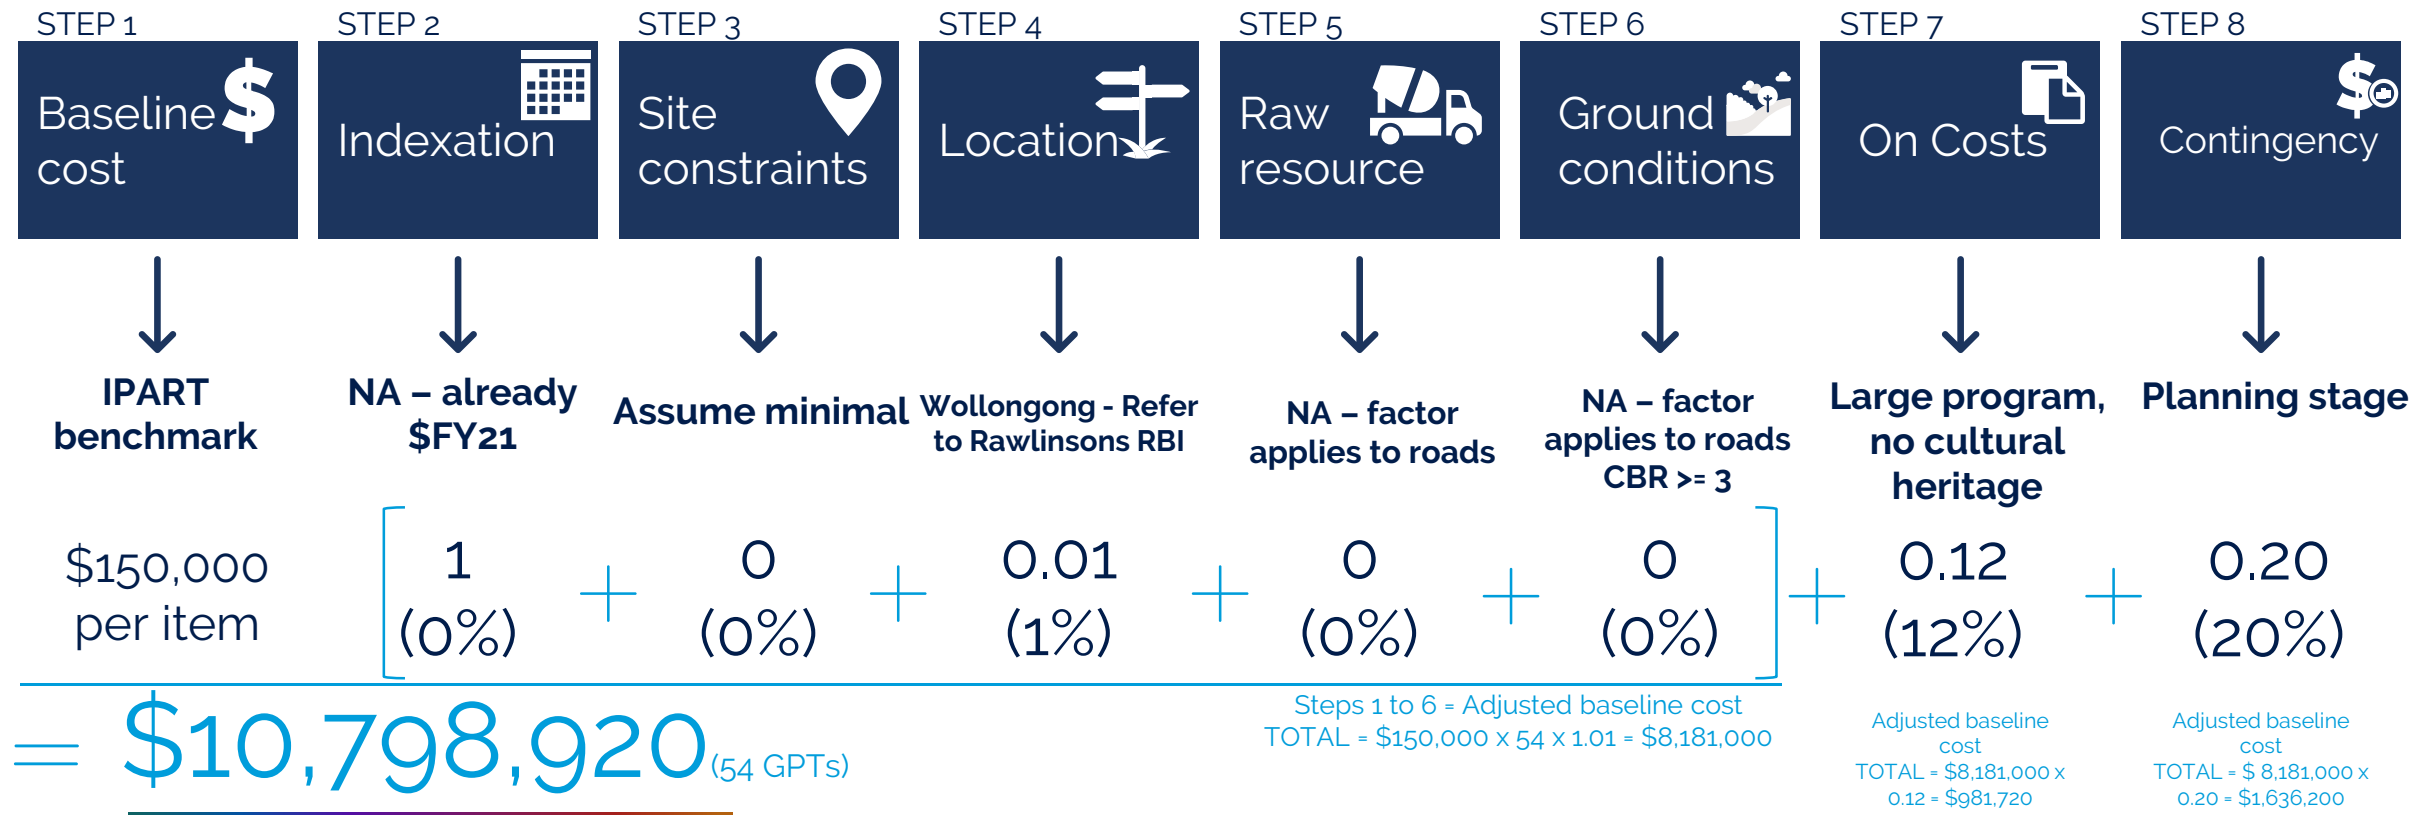 STEP 1
Baseline
cost
STEP 2
Indexation
STEP 3
Site
constraints
STEP 4
Location
STEP 5
Raw
resource
STEP 6
Ground
conditions
STEP 7
On Costs
STEP 8
Contingency
IPART
benchmark
NA – already
$FY21
Assume minimal
Wollongong - Refer
to Rawlinsons RBI
NA – factor
applies to roads
NA – factor
applies to roads
CBR >= 3
Large program,
no cultural
heritage
Planning stage
$150,000
per item
[ 1
(0%)
+
0
(0%)
+
0.01
(1%)
+
0
(0%)
+
0
(0%) ]
+
0.12
(12%)
+
0.20
(20%)
= $10,798,920 (54 GPTs)
Steps 1 to 6 = Adjusted baseline cost
TOTAL = $150,000 x 54 x 1.01 = $8,181,000
Adjusted baseline
cost
TOTAL = $8,181,000 x
0.12 = $981,720
Adjusted baseline
cost
TOTAL = $ 8,181,000 x
0.20 = $1,636,200